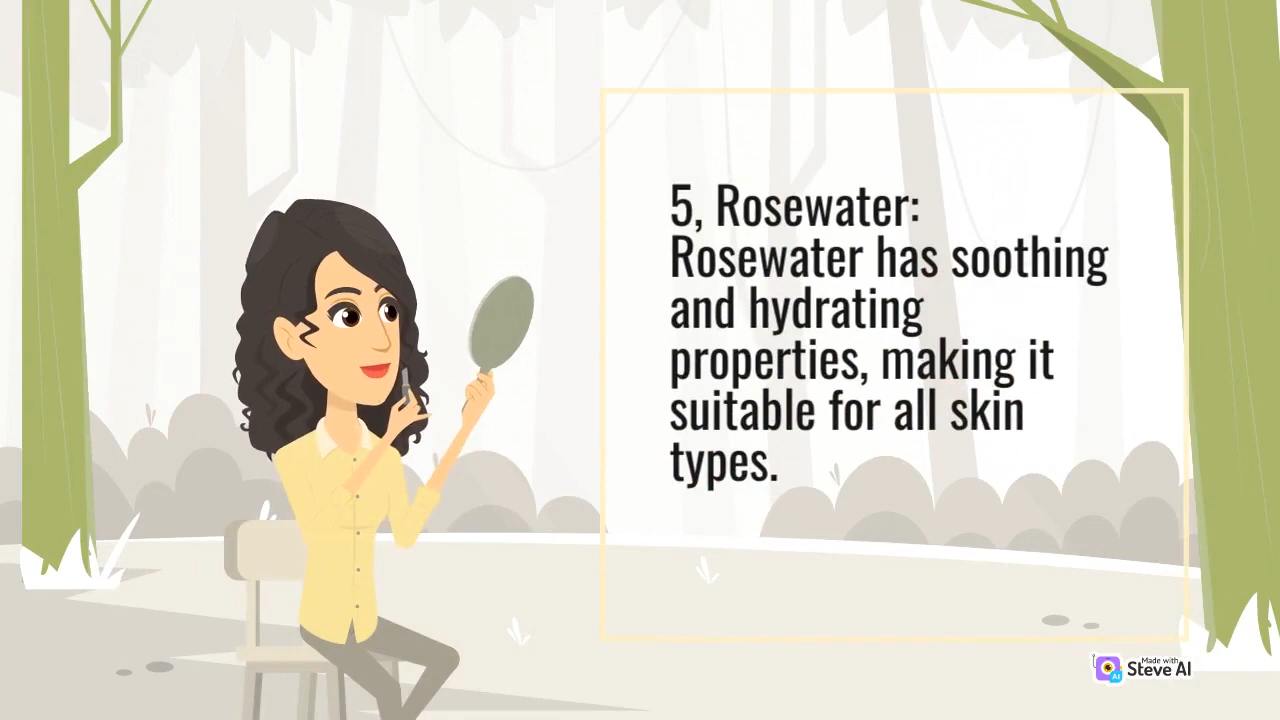 5, Rosewater:
Rosewater has soothing
and hydrating
properties, making it
suitable for all skin
types.
Made with
Steve AI
AI